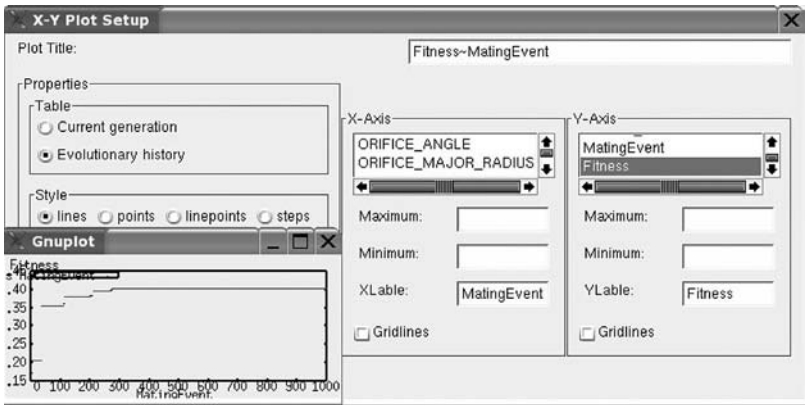 X-Y Plot Setup
Plot Title:
Fitness~MatingEvent
Properties
Table
Current generation
Evolutionary history
Style
lines points linepoints steps
X-Axis
ORIFICE_ANGLE
ORIFICE_MAJOR_RADIUS
Maximum:
Minimum:
XLable: MatingEvent
Gridlines
Y-Axis
MatingEvent
Fitness
Maximum:
Minimum:
YLable: Fitness
Gridlines
Gnuplot
Fitness
.40
.35
.30
.25
.20
.15
0 100 200 300 400 500 600 700 800 900 1000
MatingEvent